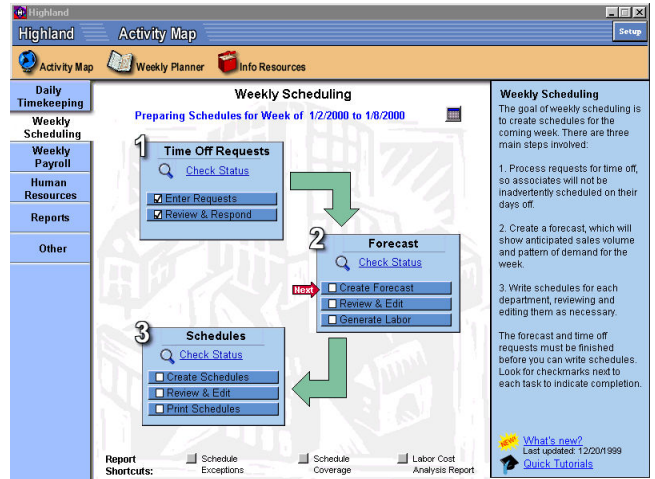 Highland
Highland Activity Map
Setup
Activity Map Weekly Planner Info Resources
Daily
Timekeeping
Weekly
Scheduling
Weekly
Payroll
Human
Resources
Reports
Other
Weekly Scheduling
Preparing Schedules for Week of 1/2/2000 to 1/8/2000
1
Time Off Requests
Check Status
Enter Requests
Review & Respond
2
Forecast
Check Status
Next
Create Forecast
Review & Edit
Generate Labor
3
Schedules
Check Status
Create Schedules
Review & Edit
Print Schedules
Report
Shortcuts:
Schedule
Exceptions
Schedule
Coverage
Labor Cost
Analysis Report
Weekly Scheduling
The goal of weekly scheduling is
to create schedules for the
coming week. There are three
main steps involved:
1. Process requests for time off,
so associates will not be
inadvertently scheduled on their
days off.
2. Create a forecast, which will
show anticipated sales volume
and pattern of demand for the
week.
3. Write schedules for each
department, reviewing and
editing them as necessary.
The forecast and time off
requests must be finished
before you can write schedules.
Look for checkmarks next to
each task to indicate completion.
NEW!
What's new?
Last updated: 12/20/1999
Quick Tutorials